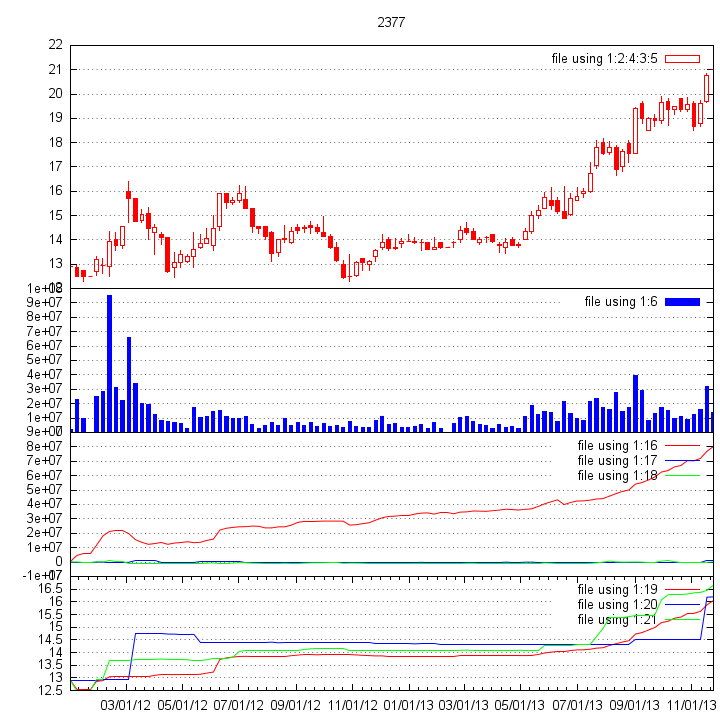 2377
22
file using 1:2:4:3:5
21
20
19
18
17
16
15
14
13
12
1e+08
file using 1:6
9e+07
8e+07
7e+07
6e+07
5e+07
4e+07
3e+07
2e+07
1e+07
0
9e+07
file using 1:16
8e+07
file using 1:17
7e+07
file using 1:18
6e+07
5e+07
4e+07
3e+07
2e+07
1e+07
0
-1e+07
16.5
file using 1:19
16
file using 1:20
15.5
file using 1:21
15
14.5
14
13.5
13
12.5
03/01/12 05/01/12 07/01/12 09/01/12 11/01/12 01/01/13 03/01/13 05/01/13 07/01/13 09/01/13 11/01/13